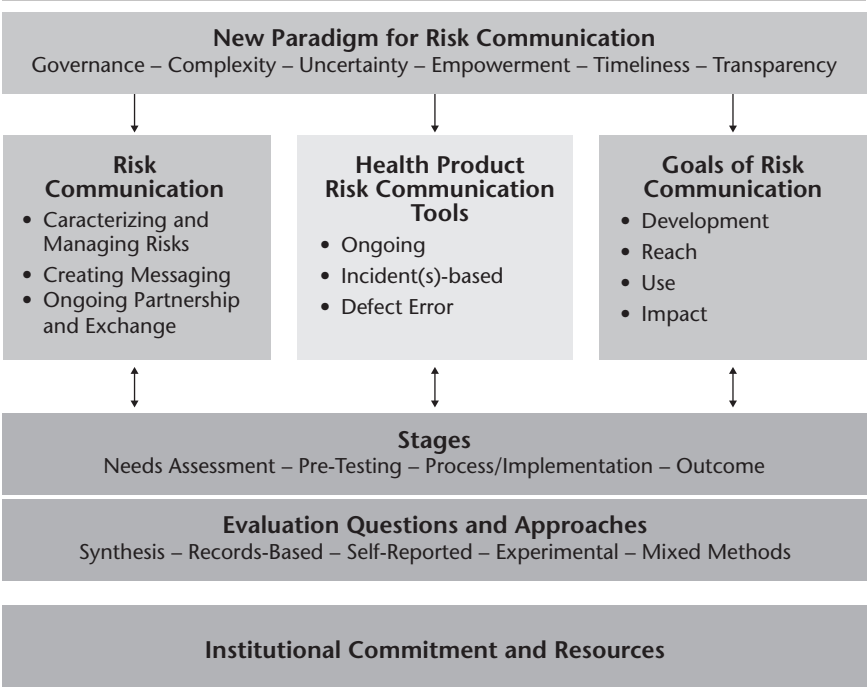 New Paradigm for Risk Communication
Governance – Complexity – Uncertainty – Empowerment – Timeliness – Transparency
Risk
Communication
• Caracterizing and
Managing Risks
• Creating Messaging
• Ongoing Partnership
and Exchange
Health Product
Risk Communication
Tools
• Ongoing
• Incident(s)-based
• Defect Error
Goals of Risk
Communication
• Development
• Reach
• Use
• Impact
Stages
Needs Assessment – Pre-Testing – Process/Implementation – Outcome
Evaluation Questions and Approaches
Synthesis – Records-Based – Self-Reported – Experimental – Mixed Methods
Institutional Commitment and Resources